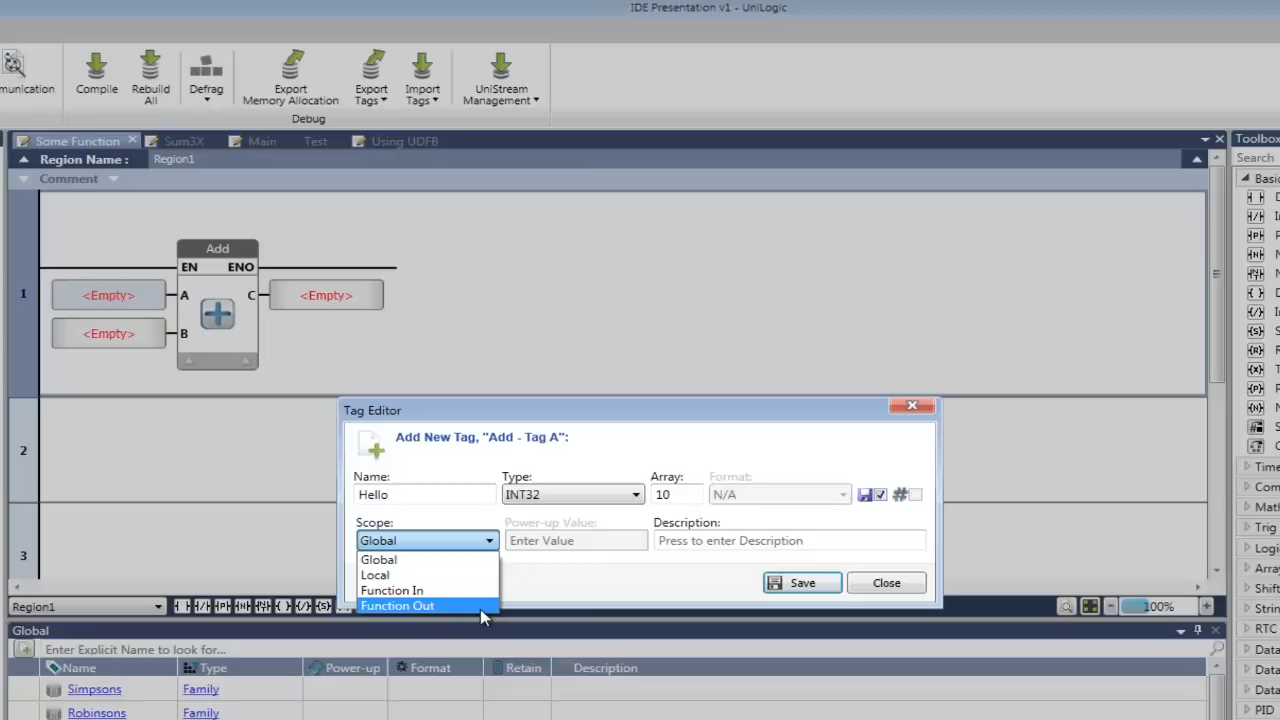 IDE Presentation v1 - UniLogic
Compile
Rebuild All
Defrag
Export Memory Allocation
Export Tags
Import Tags
UniStream Management
Debug
Some Function
Sum3X
Main
Test
Using UDFB
Toolbox
Region Name :
Region1
Search
Comment
Basic
Add
EN
ENO
1
<Empty>
A
C
<Empty>
<Empty>
B
Tag Editor
Add New Tag, "Add - Tag A":
Name:
Type:
Array:
Format:
Hello
INT32
10
N/A
Scope:
Power-up Value:
Description:
Global
Enter Value
Press to enter Description
Global
Local
Function In
Function Out
Save
Close
2
3
Time
Com
Math
Trig
Logic
Array
Shift
Strin
RTC
Data
Data
Data
PID
Region1
100%
Global
Enter Explicit Name to look for...
Name
Type
Power-up
Format
Retain
Description
Simpsons
Family
Robinsons
Family